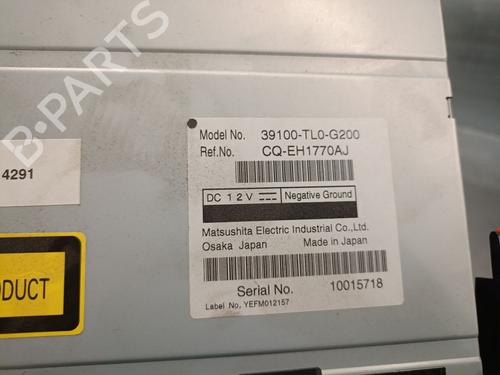 B-PARTS
Model No. 39100-TL0-G200
Ref.No. CQ-EH1770AJ
4291
DC 12V Negative Ground
Matsushita Electric Industrial Co.,Ltd.
Osaka Japan Made in Japan
ODUCT
Serial No. 10015718
Label No, YEFM012157